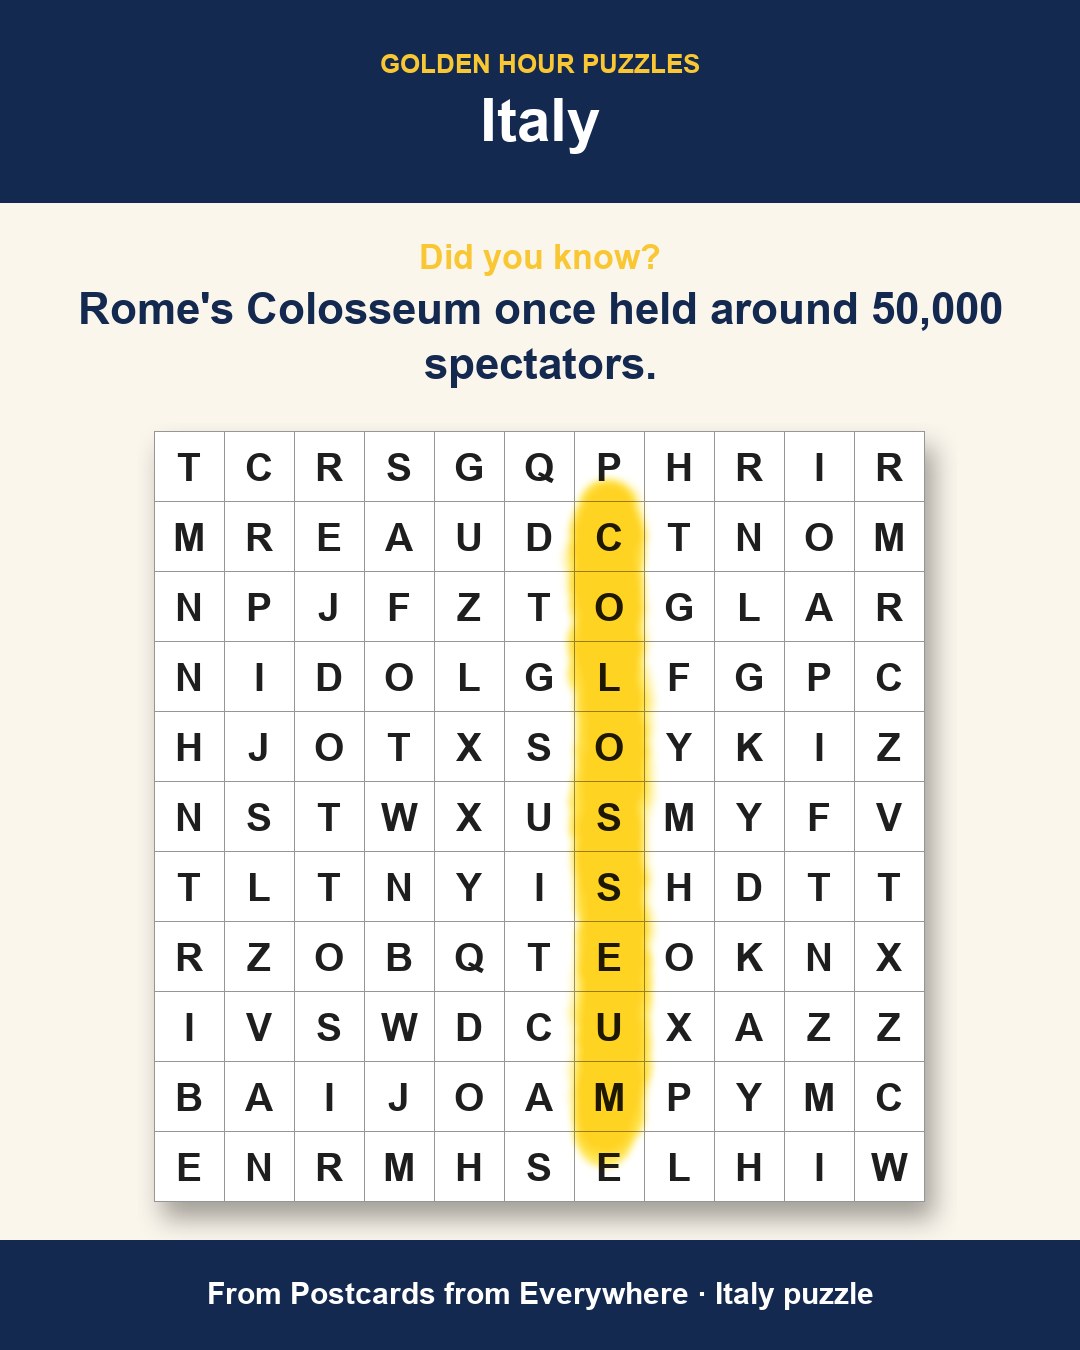 GOLDEN HOUR PUZZLES
Italy
Did you know?
Rome's Colosseum once held around 50,000
spectators.
T C R S G Q P H R I R
M R E A U D C T N O M
N P J F Z T O G L A R
N I D O L G L F G P C
H J O T X S O Y K I Z
N S T W X U S M Y F V
T L T N Y I S H D T T
R Z O B Q T E O K N X
I V S W D C U X A Z Z
B A I J O A M P Y M C
E N R M H S E L H I W
From Postcards from Everywhere · Italy puzzle